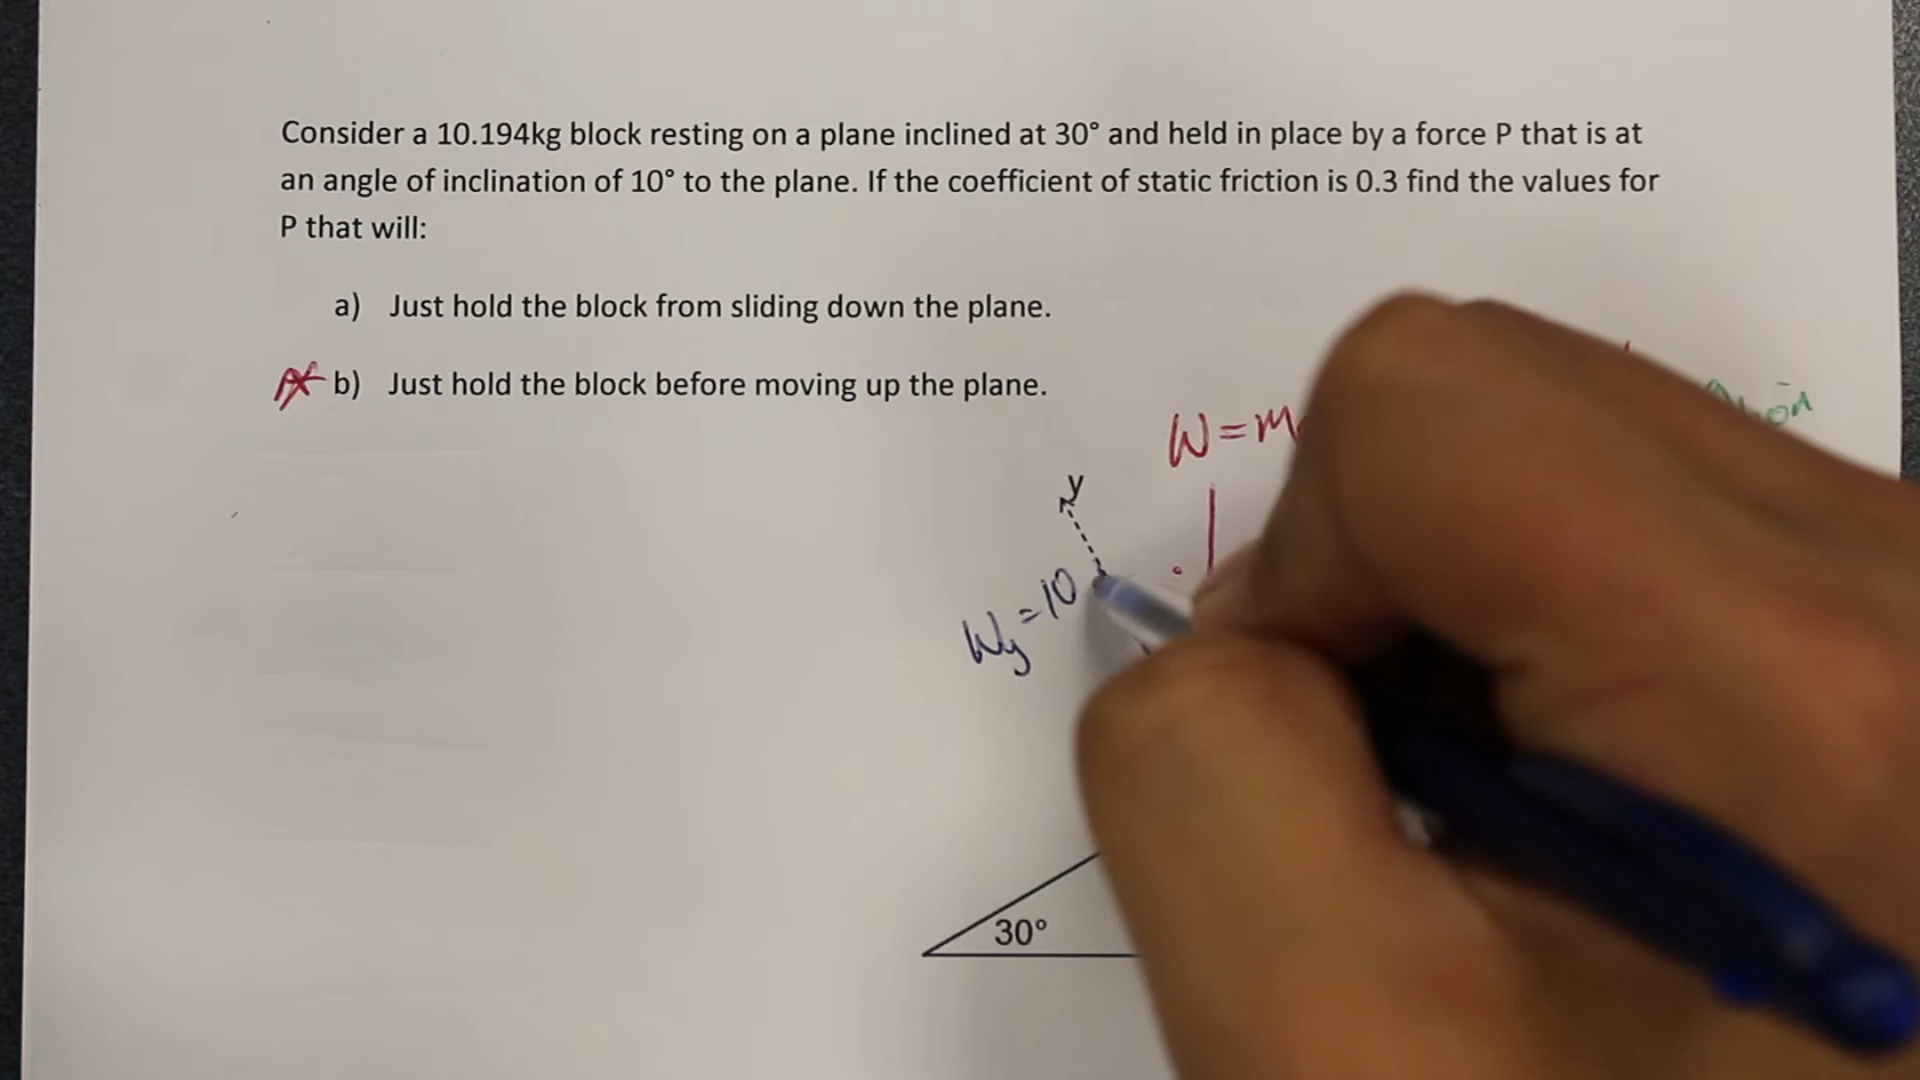 Consider a 10.194kg block resting on a plane inclined at 30° and held in place by a force P that is at
an angle of inclination of 10° to the plane. If the coefficient of static friction is 0.3 find the values for
P that will:
a) Just hold the block from sliding down the plane.
b) Just hold the block before moving up the plane.
W=m
y
Wy=10
30°